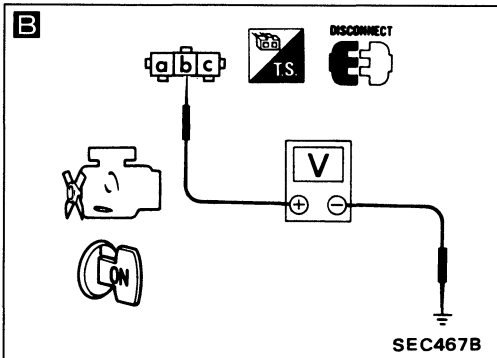 B
a b c
T.S.
DISCONNECT
V
+ −
ON
SEC467B